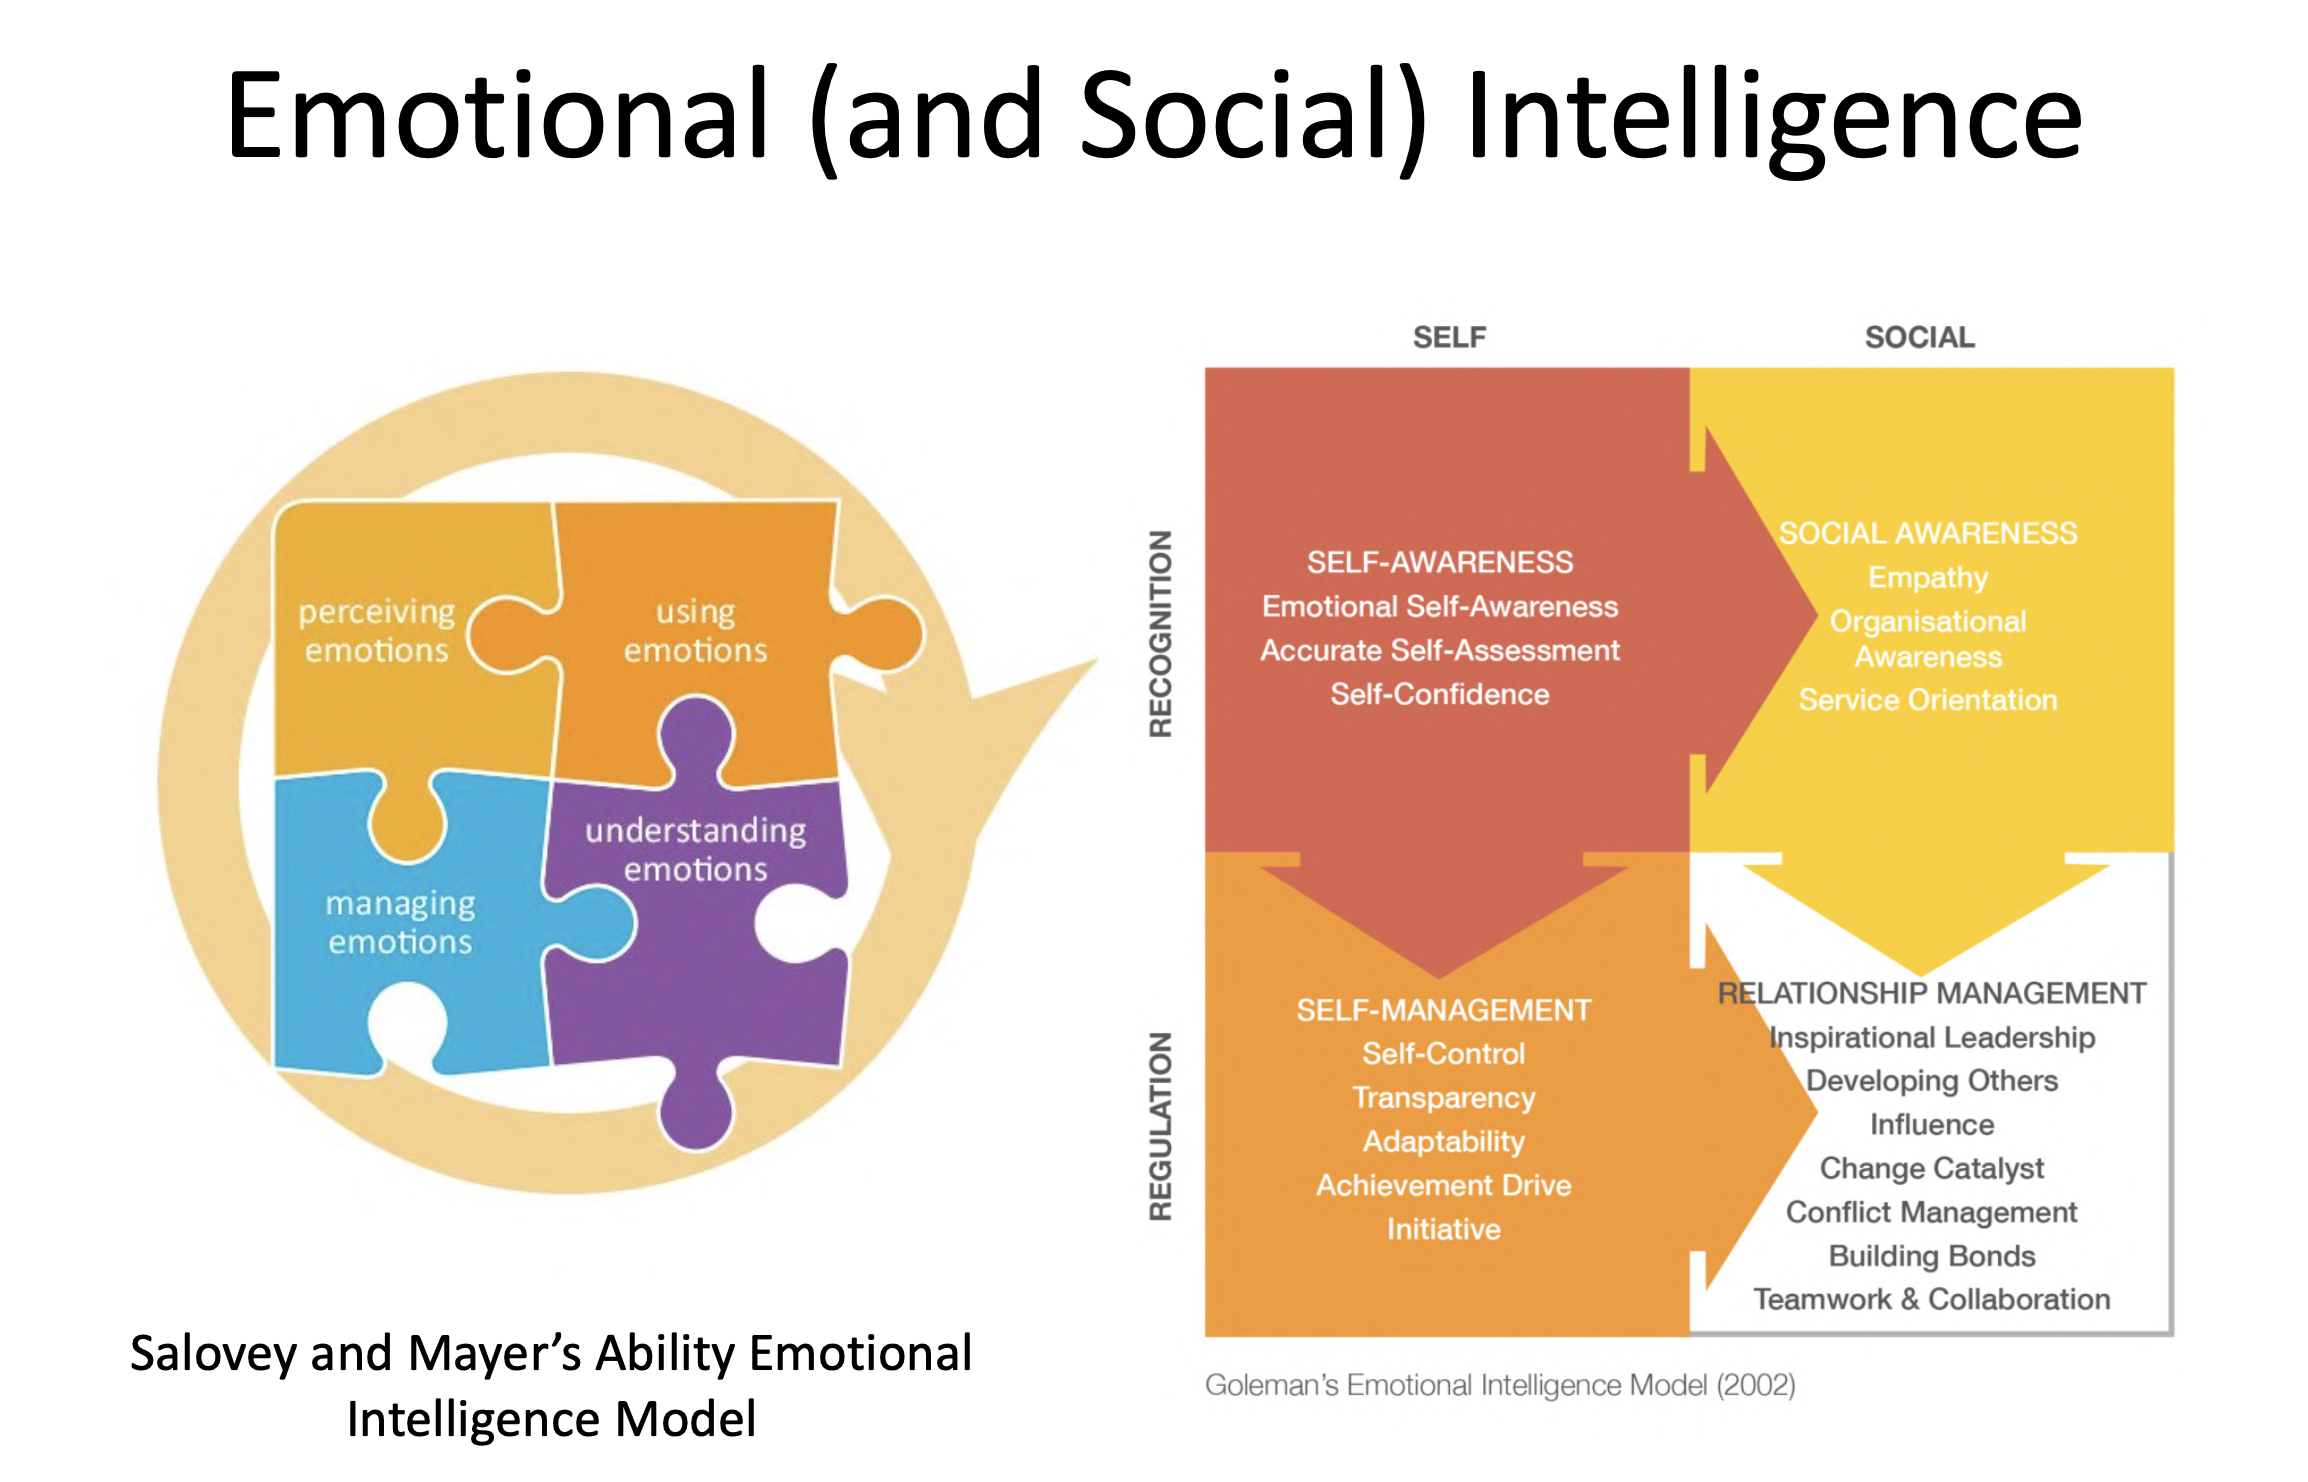 Emotional (and Social) Intelligence
perceiving
emotions
using
emotions
managing
emotions
understanding
emotions
Salovey and Mayer’s Ability Emotional
Intelligence Model
SELF
SOCIAL
RECOGNITION
REGULATION
SELF-AWARENESS
Emotional Self-Awareness
Accurate Self-Assessment
Self-Confidence
SOCIAL AWARENESS
Empathy
Organisational
Awareness
Service Orientation
SELF-MANAGEMENT
Self-Control
Transparency
Adaptability
Achievement Drive
Initiative
RELATIONSHIP MANAGEMENT
Inspirational Leadership
Developing Others
Influence
Change Catalyst
Conflict Management
Building Bonds
Teamwork & Collaboration
Goleman’s Emotional Intelligence Model (2002)